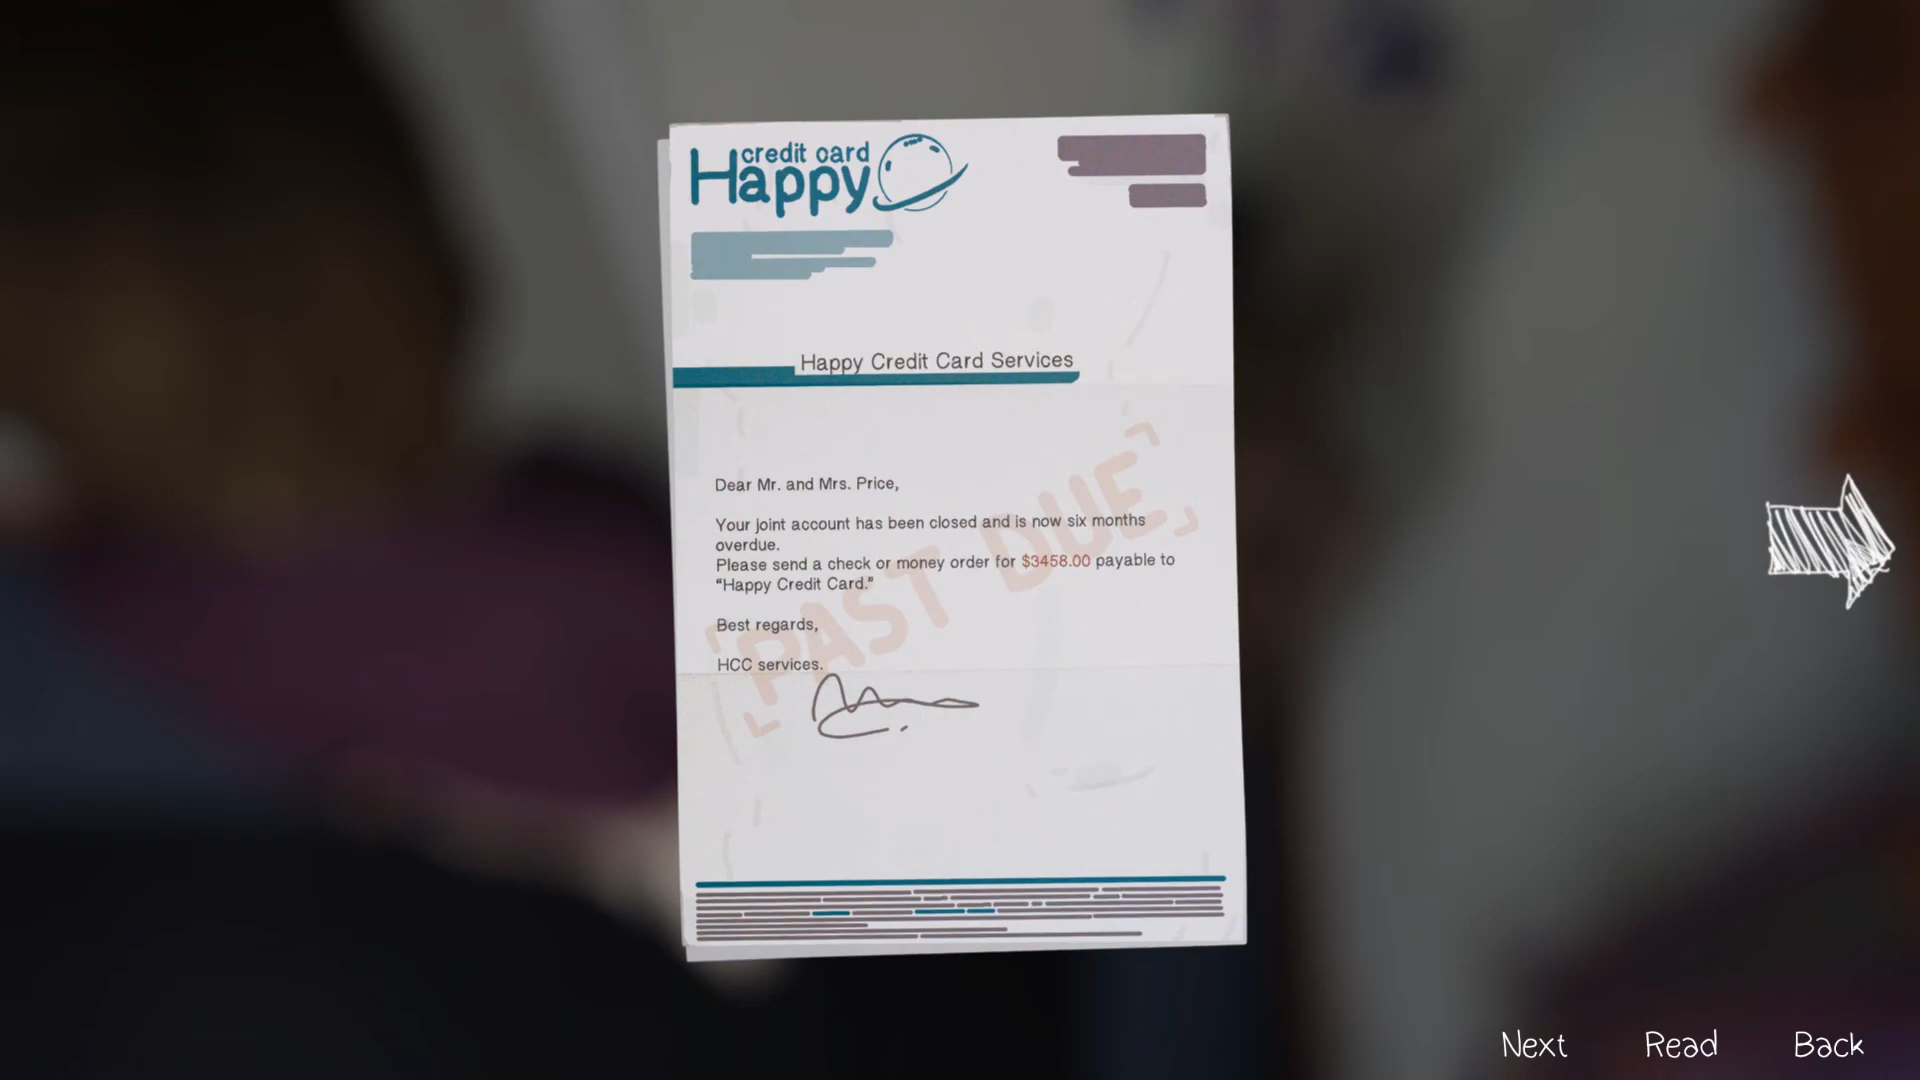 credit card
Happy
Happy Credit Card Services
Dear Mr. and Mrs. Price,
Your joint account has been closed and is now six months
overdue.
Please send a check or money order for $3458.00 payable to
“Happy Credit Card.”
Best regards,
HCC services.
PAST DUE
Next Read Back